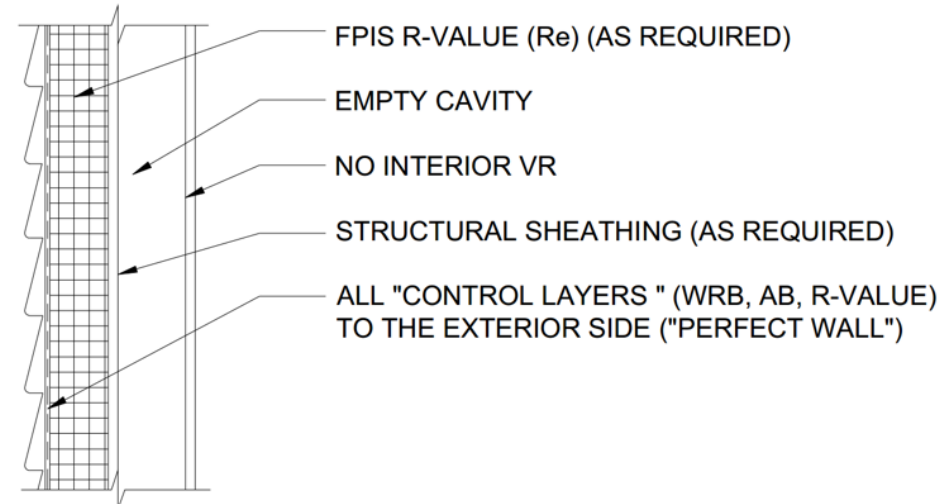 FPIS R-VALUE (Re) (AS REQUIRED)
EMPTY CAVITY
NO INTERIOR VR
STRUCTURAL SHEATHING (AS REQUIRED)
ALL "CONTROL LAYERS " (WRB, AB, R-VALUE)
TO THE EXTERIOR SIDE ("PERFECT WALL")